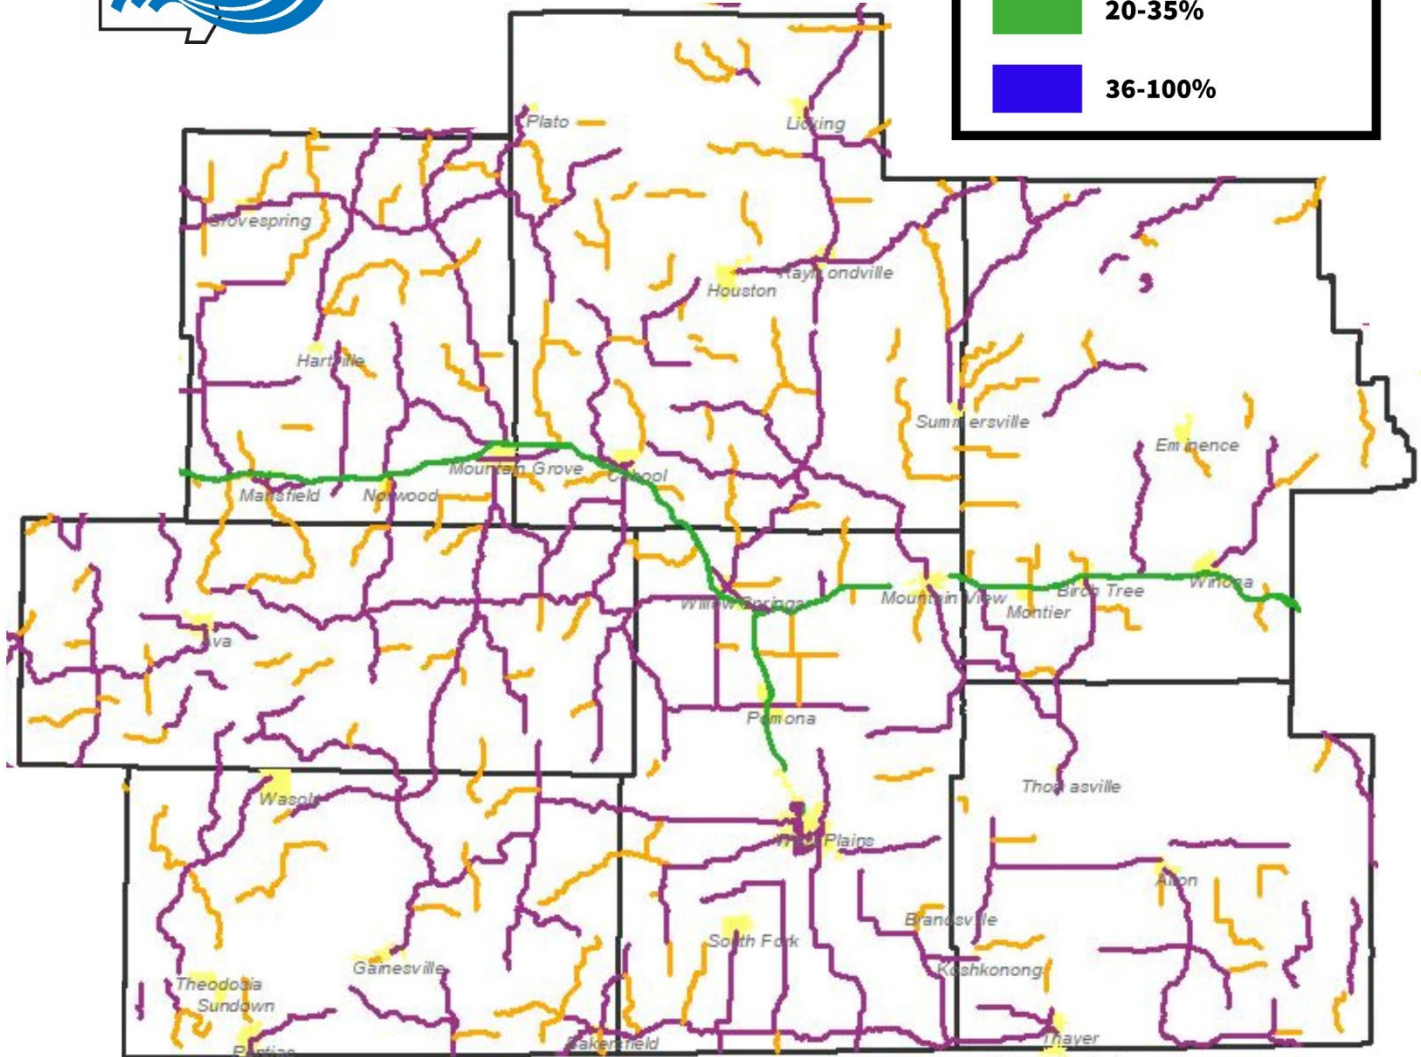 20-35%
36-100%
Plato
Licking
Grovespring
Raymondville
Houston
Hartville
Summersville
Eminence
Mountain Grove
Cabool
Mansfield
Norwood
Winona
Birch Tree
Willow Springs
Mountain View
Montier
Ava
Pomona
Thomasville
Wasola
West Plains
Alton
Brandsville
South Fork
Gainesville
Koshkonong
Theodosia
Sundown
Thayer
Bakersfield
Pontiac